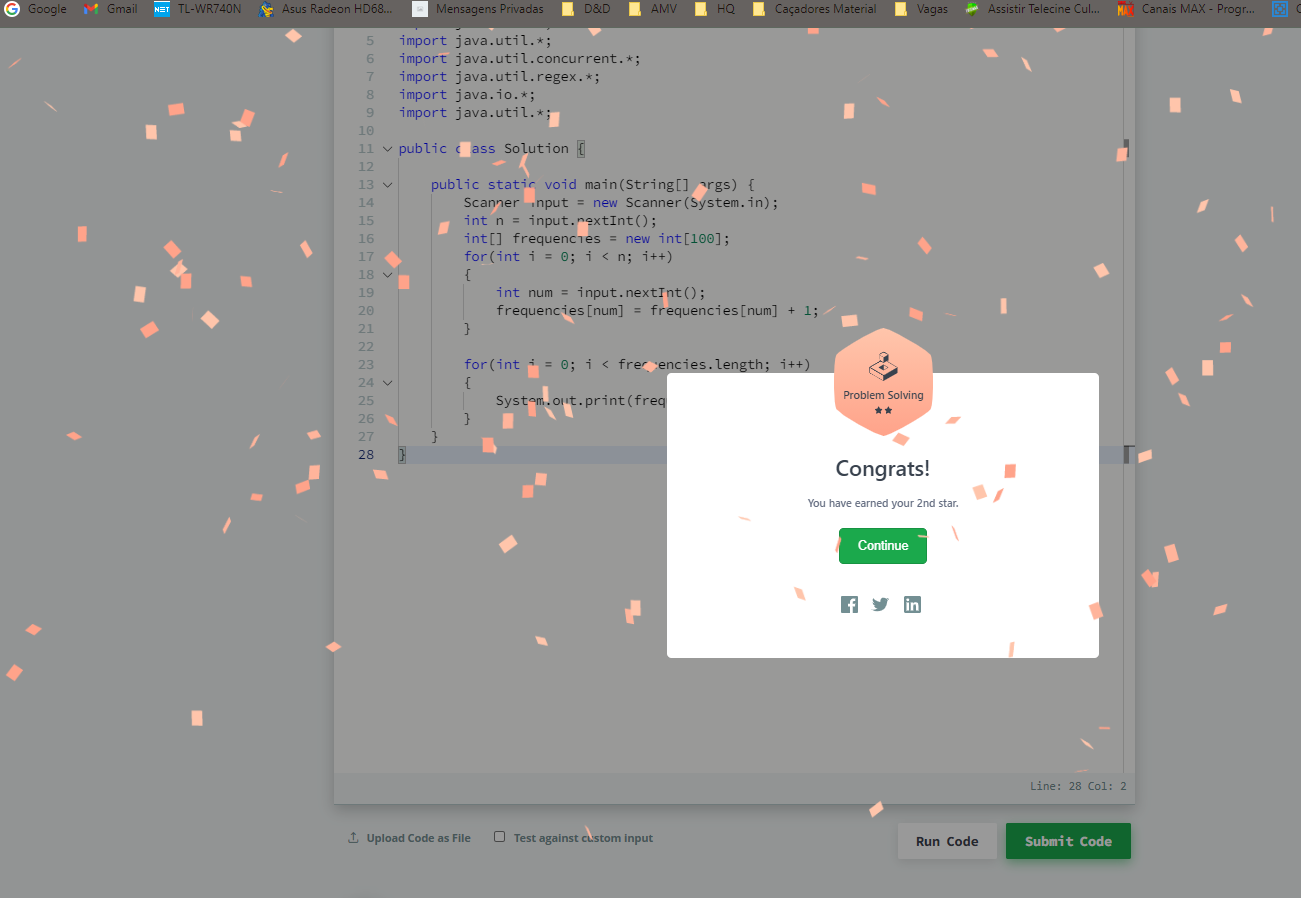 Google Gmail NET TL-WR740N Asus Radeon HD68... Mensagens Privadas D&D AMV HQ Caçadores Material Vagas Assistir Telecine Cul... MAX Canais MAX - Progr...
5 import java.util.*;
6 import java.util.concurrent.*;
7 import java.util.regex.*;
8 import java.io.*;
9 import java.util.*;
10
11 public class Solution {
12
13 public static void main(String[] args) {
14 Scanner input = new Scanner(System.in);
15 int n = input.nextInt();
16 int[] frequencies = new int[100];
17 for(int i = 0; i < n; i++)
18 {
19 int num = input.nextInt();
20 frequencies[num] = frequencies[num] + 1;
21 }
22
23 for(int i = 0; i < frequencies.length; i++)
24 {
25 System.out.print(freq
26 }
27 }
28 }
Problem Solving
Congrats!
You have earned your 2nd star.
Continue
Line: 28 Col: 2
Upload Code as File Test against custom input Run Code Submit Code